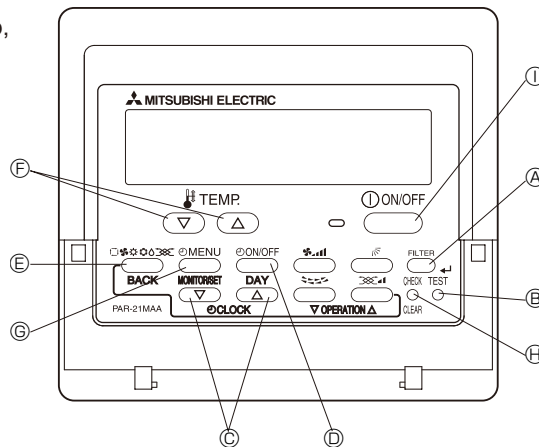 ,
MITSUBISHI ELECTRIC
TEMP.
ON/OFF
MENU
ON/OFF
FILTER
BACK
MONITOR/SET
DAY
CHECK
TEST
PAR-21MAA
CLOCK
OPERATION
CLEAR
I
A
F
E
B
G
H
C
D